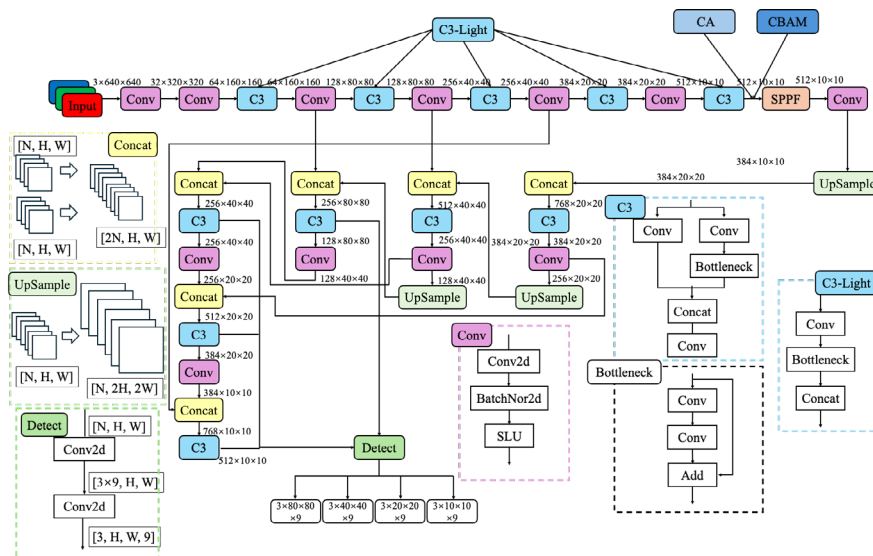 C3-Light
CA
CBAM
3×640×640
32×320×320
64×160×160
64×160×160
128×80×80
128×80×80
256×40×40
256×40×40
384×20×20
384×20×20
512×10×10
512×10×10
512×10×10
Input
Conv
Conv
C3
Conv
C3
Conv
C3
Conv
C3
Conv
C3
SPPF
Conv
[N, H, W]
Concat
[N, H, W]
[2N, H, W]
UpSample
[N, H, W]
[N, 2H, 2W]
Detect
[N, H, W]
Conv2d
[3×9, H, W]
Conv2d
[3, H, W, 9]
Concat
256×40×40
C3
256×40×40
Conv
256×20×20
Concat
512×20×20
C3
384×20×20
Conv
384×10×10
Concat
768×10×10
C3
512×10×10
Concat
256×80×80
C3
128×80×80
Conv
128×40×40
Concat
512×40×40
C3
256×40×40
Conv
128×40×40
UpSample
Concat
384×20×20
768×20×20
C3
384×20×20
384×20×20
Conv
256×20×20
UpSample
384×10×10
UpSample
Detect
3×80×80
×9
3×40×40
×9
3×20×20
×9
3×10×10
×9
Conv
Conv2d
BatchNor2d
SLU
C3
Conv
Conv
Bottleneck
Concat
Conv
Bottleneck
Conv
Conv
Add
C3-Light
Conv
Bottleneck
Concat